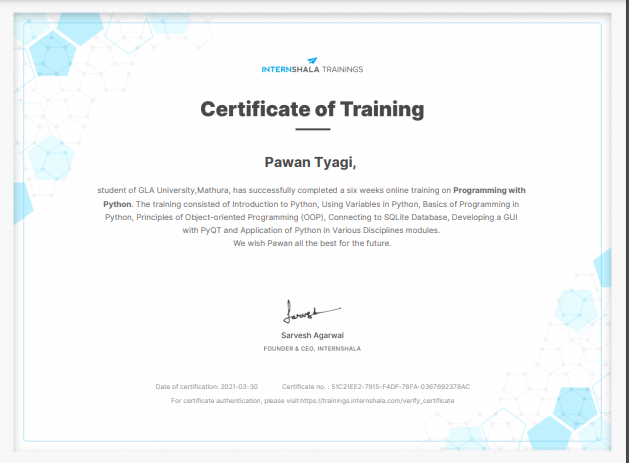 INTERNSHALA TRAININGS
Certificate of Training
Pawan Tyagi,
student of GLA University,Mathura, has successfully completed a six weeks online training on Programming with
Python. The training consisted of Introduction to Python, Using Variables in Python, Basics of Programming in
Python, Principles of Object-oriented Programming (OOP), Connecting to SQLite Database, Developing a GUI
with PyQT and Application of Python in Various Disciplines modules.
We wish Pawan all the best for the future.
Sarvesh
Sarvesh Agarwal
FOUNDER & CEO, INTERNSHALA
Date of certification: 2021-03-30 Certificate no. : 51C21EE2-7915-F4DF-78FA-0367692378AC
For certificate authentication, please visit https://trainings.internshala.com/verify_certificate